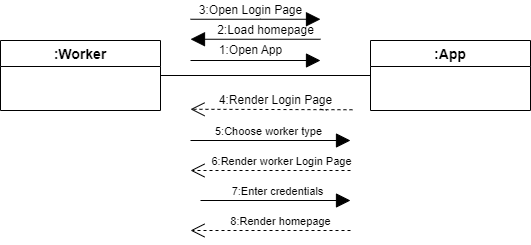 3:Open Login Page
2:Load homepage
1:Open App
:Worker
:App
4:Render Login Page
5:Choose worker type
6:Render worker Login Page
7:Enter credentials
8:Render homepage